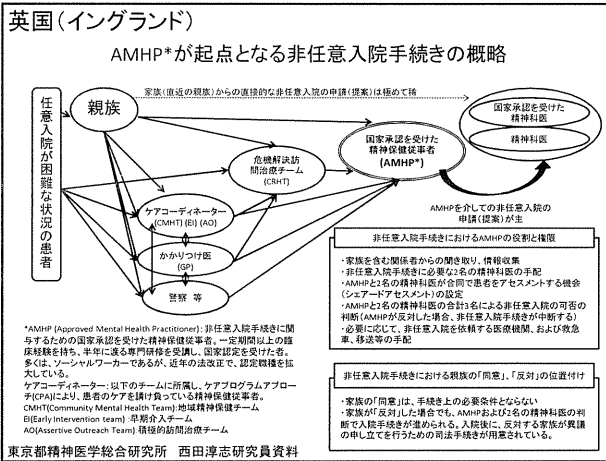 英国(イングランド)
AMHP*が起点となる非任意入院手続きの概略
家族(直近の親族)からの直接的な非任意入院の申請(提案)は極めて稀
任意入院が困難な状況の患者
親族
国家承認を受けた
精神科医
精神科医
国家承認を受けた
精神保健従事者
(AMHP*)
危機解決訪
問治療チーム
(CRHT)
ケアコーディネーター
(CMHT) (EI) (AO)
かかりつけ医
(GP)
警察 等
AMHPを介しての非任意入院の
申請(提案)が主
非任意入院手続きにおけるAMHPの役割と権限
・家族を含む関係者からの聞き取り、情報収集
・非任意入院手続きに必要な2名の精神科医の手配
・AMHPと2名の精神科医が合同で患者をアセスメントする機会
(シェアードアセスメント)の設定
・AMHPと2名の精神科医の合計3名による非任意入院の可否の
判断(AMHPが反対した場合、非任意入院手続きが中断する)
・必要に応じて、非任意入院を依頼する医療機関、および救急
車、移送等の手配
*AMHP (Approved Mental Health Practitioner): 非任意入院手続きに関
与するための国家承認を受けた精神保健従事者。一定期間以上の臨
床経験を持ち、半年に渡る専門研修を受講し、国家認定を受けた者。
多くは、ソーシャルワーカーであるが、近年の法改正で、認定職種を拡
大している。
ケアコーディネーター: 以下のチームに所属し、ケアプログラムアプロー
チ(CPA)により、患者のケアを請け負っている精神保健従事者。
CMHT(Community Mental Health Team):地域精神保健チーム
EI(Early Intervention team) :早期介入チーム
AO(Assertive Outreach Team) 積極的訪問治療チーム
非任意入院手続きにおける親族の「同意」、「反対」の位置付け
・家族の「同意」は、手続き上の必要条件とならない
・家族が「反対」した場合でも、AMHPおよび2名の精神科医の判
断で入院手続きが進められる。入院後に、反対する家族が異議
の申し立てを行うための司法手続きが用意されている。
東京都精神医学総合研究所 西田淳志研究員資料